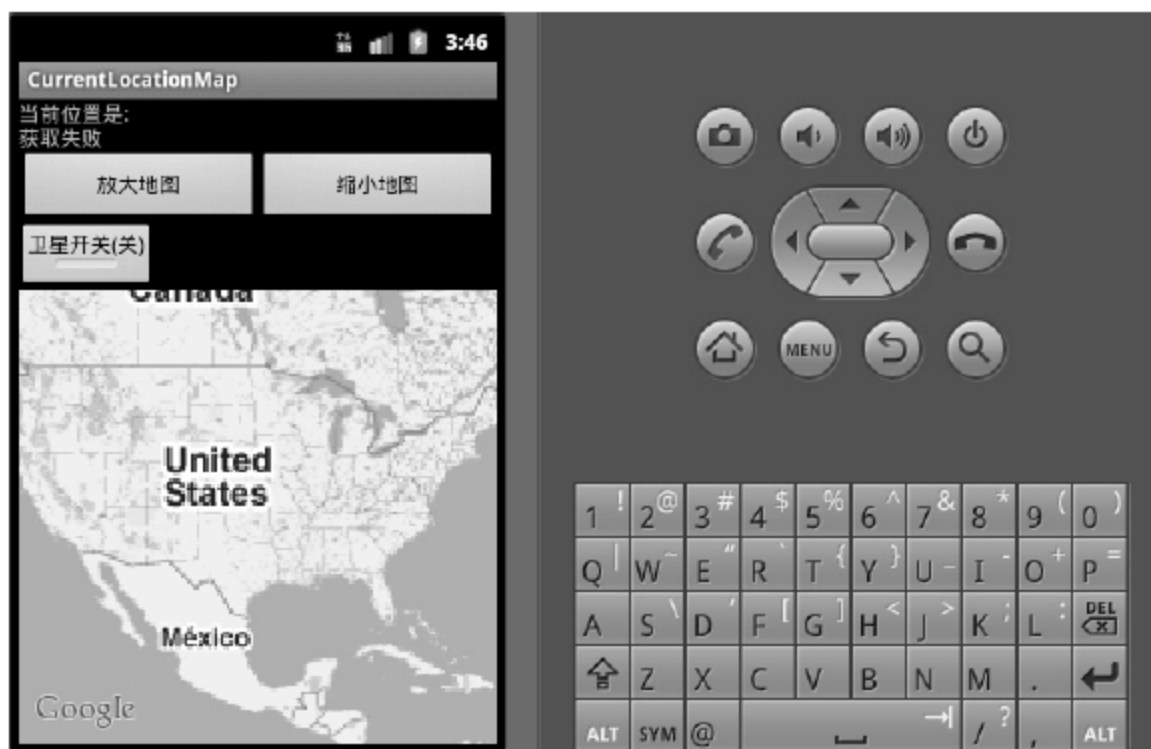 3:46
CurrentLocationMap
当前位置是:
获取失败
放大地图
缩小地图
卫星开关(关)
Canada
United
States
México
Google
MENU
1 ! 2 @ 3 # 4 $ 5 % 6 ^ 7 & 8 * 9 ( 0 )
Q | W ~ E " R ` T { Y } U _ I - O + P =
A S \ D ' F [ G ] H < J > K ; L : DEL
Z X C V B N M .
ALT SYM @ / ? , ALT